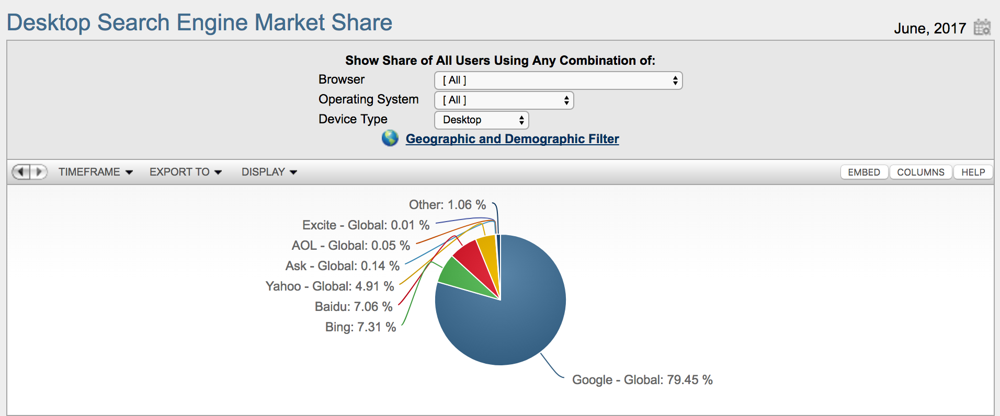 Desktop Search Engine Market Share
June, 2017
Show Share of All Users Using Any Combination of:
Browser [ All ]
Operating System [ All ]
Device Type Desktop
Geographic and Demographic Filter
TIMEFRAME EXPORT TO DISPLAY EMBED COLUMNS HELP
Other: 1.06 %
Excite - Global: 0.01 %
AOL - Global: 0.05 %
Ask - Global: 0.14 %
Yahoo - Global: 4.91 %
Baidu: 7.06 %
Bing: 7.31 %
Google - Global: 79.45 %